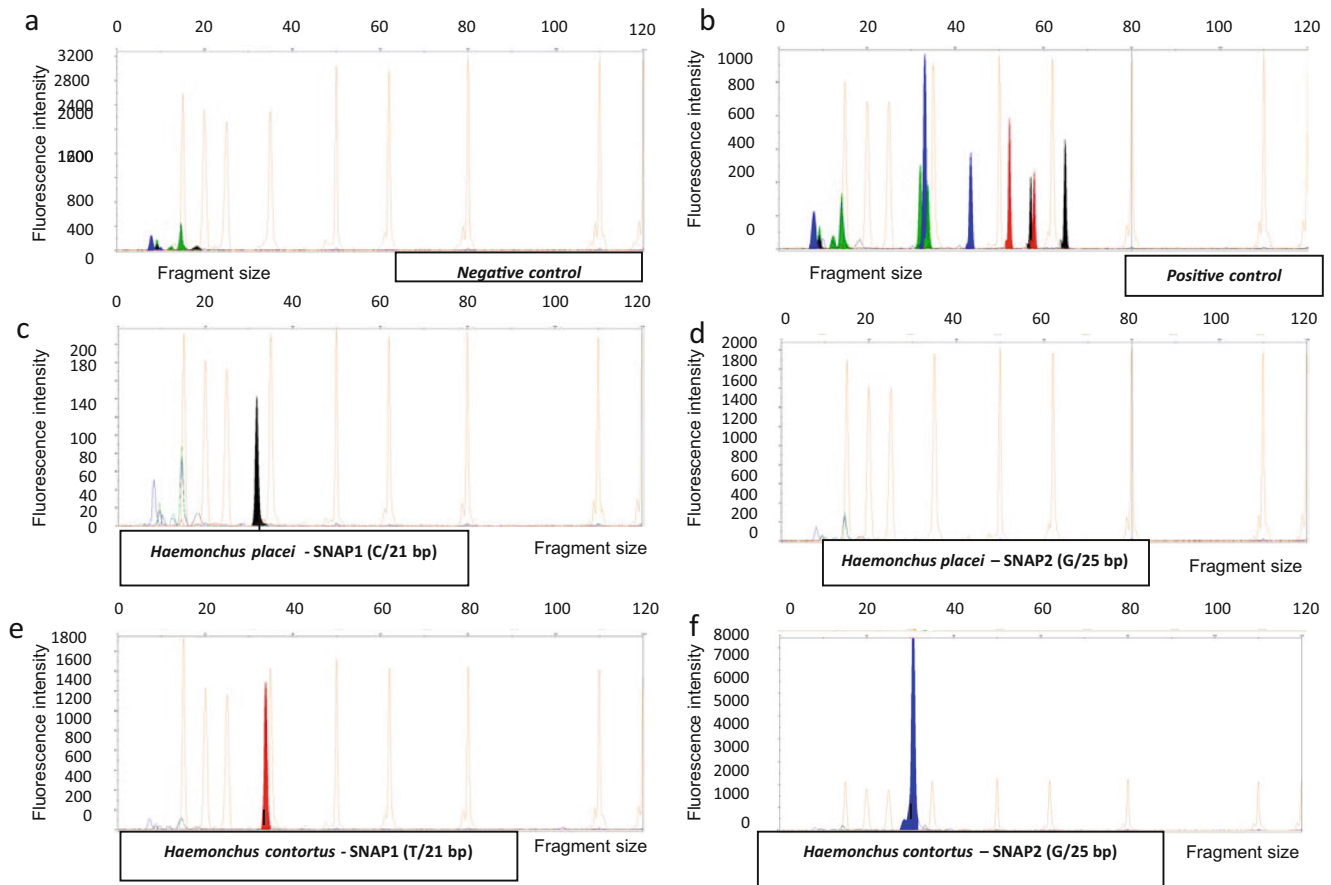 a
0 20 40 60 80 100 120
3200
2800
2400
2000
1600
1200
800
400
0
Fluorescence intensity
Fragment size
Negative control
b
0 20 40 60 80 100 120
1000
800
600
400
200
0
Fluorescence intensity
Fragment size
Positive control
c
0 20 40 60 80 100 120
200
180
140
100
80
60
40
20
0
Fluorescence intensity
Haemonchus placei - SNAP1 (C/21 bp)
Fragment size
d
0 20 40 60 80 100 120
2000
1800
1600
1400
1200
1000
800
600
400
200
0
Fluorescence intensity
Haemonchus placei – SNAP2 (G/25 bp)
Fragment size
e
0 20 40 60 80 100 120
1800
1600
1200
1000
800
600
400
200
0
Fluorescence intensity
Haemonchus contortus - SNAP1 (T/21 bp)
Fragment size
f
0 20 40 60 80 100 120
8000
7000
6000
5000
4000
3000
2000
1000
0
Fluorescence intensity
Haemonchus contortus – SNAP2 (G/25 bp)
Fragment size